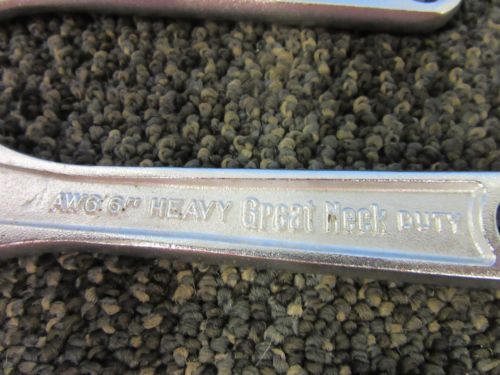 AW6 6" HEAVY Great Neck DUTY